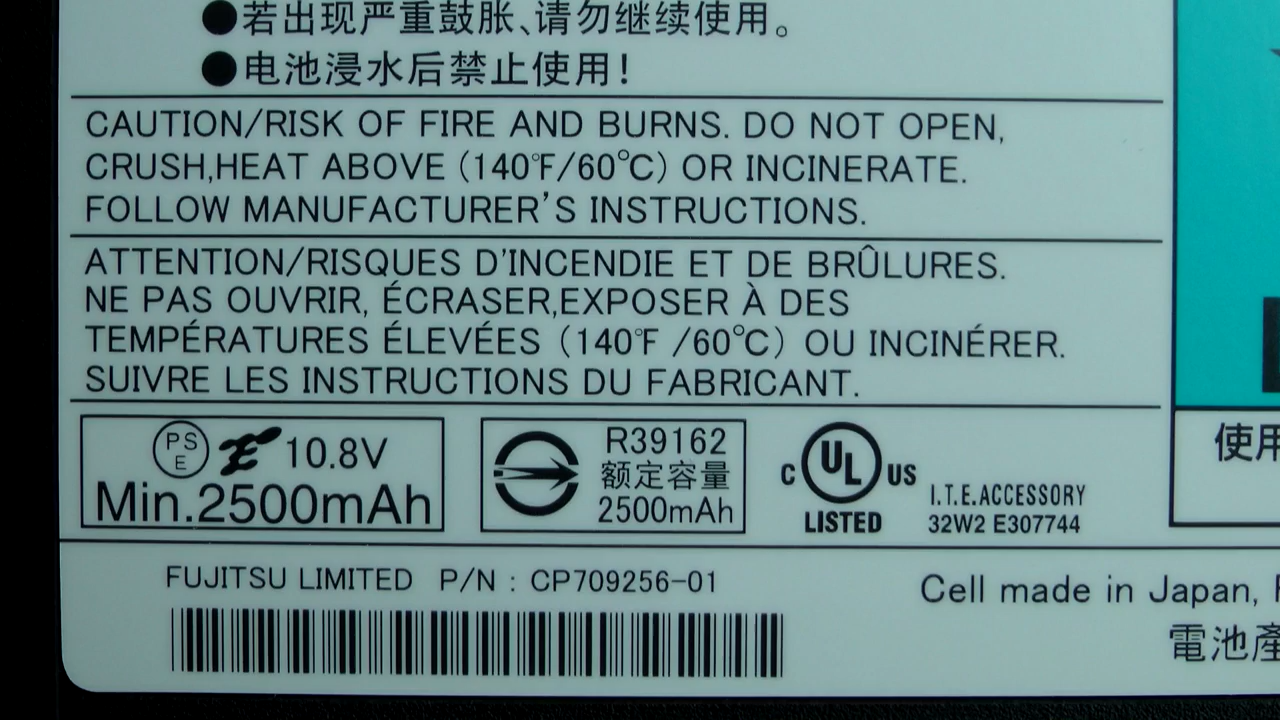 ●若出现严重鼓胀、请勿继续使用。
●电池浸水后禁止使用!
CAUTION/RISK OF FIRE AND BURNS. DO NOT OPEN,
CRUSH,HEAT ABOVE (140℉/60℃) OR INCINERATE.
FOLLOW MANUFACTURER'S INSTRUCTIONS.
ATTENTION/RISQUES D'INCENDIE ET DE BRÛLURES.
NE PAS OUVRIR, ÉCRASER,EXPOSER À DES
TEMPÉRATURES ÉLEVÉES (140℉ /60℃) OU INCINÉRER.
SUIVRE LES INSTRUCTIONS DU FABRICANT.
PS
E
10.8V
Min.2500mAh
R39162
额定容量
2500mAh
C UL US
LISTED
I.T.E.ACCESSORY
32W2 E307744
使用
FUJITSU LIMITED P/N : CP709256-01
Cell made in Japan,
電池產